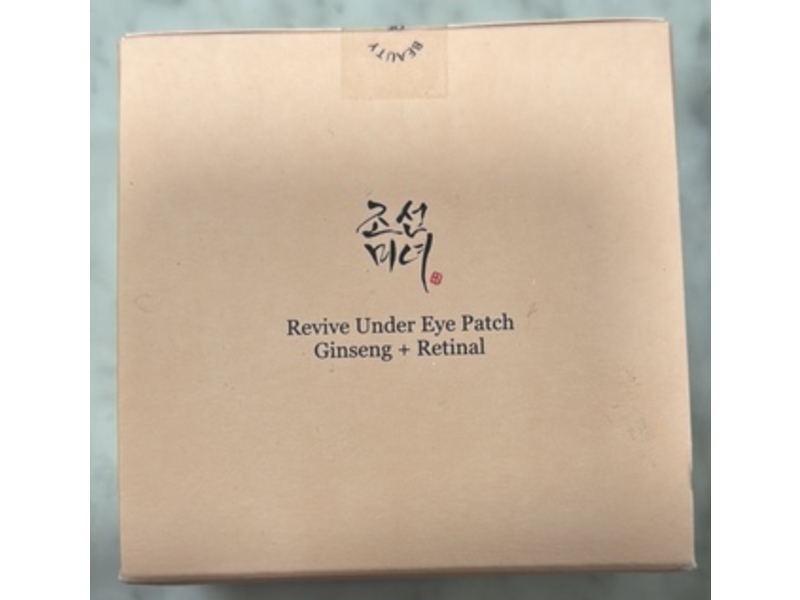 BEAUTY
조선
미녀
Revive Under Eye Patch
Ginseng + Retinal